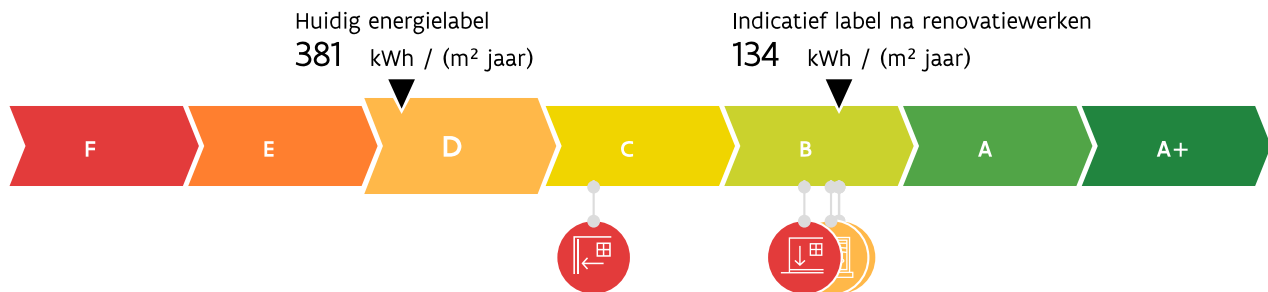 Huidig energielabel
381 kWh / (m² jaar)
Indicatief label na renovatiewerken
134 kWh / (m² jaar)
F E D C B A A+